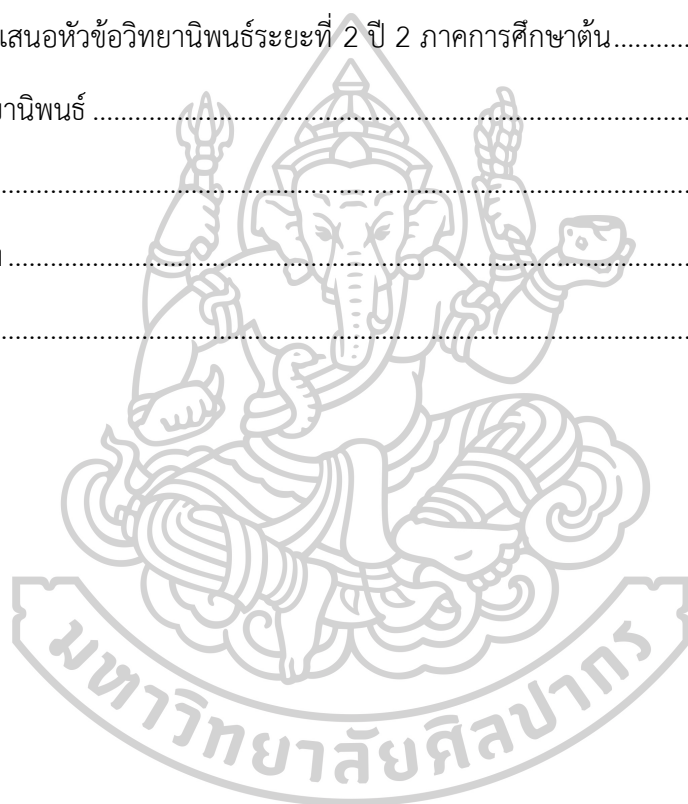 เสนอหัวข้อวิทยานิพนธ์ระยะที่ 2 ปี 2 ภาคการศึกษาต้น..........
านิพนธ์ ..........................................................................
..........................................................................
..........................................................................
..........................................................................
มหาวิทยาลัยศิลปากร